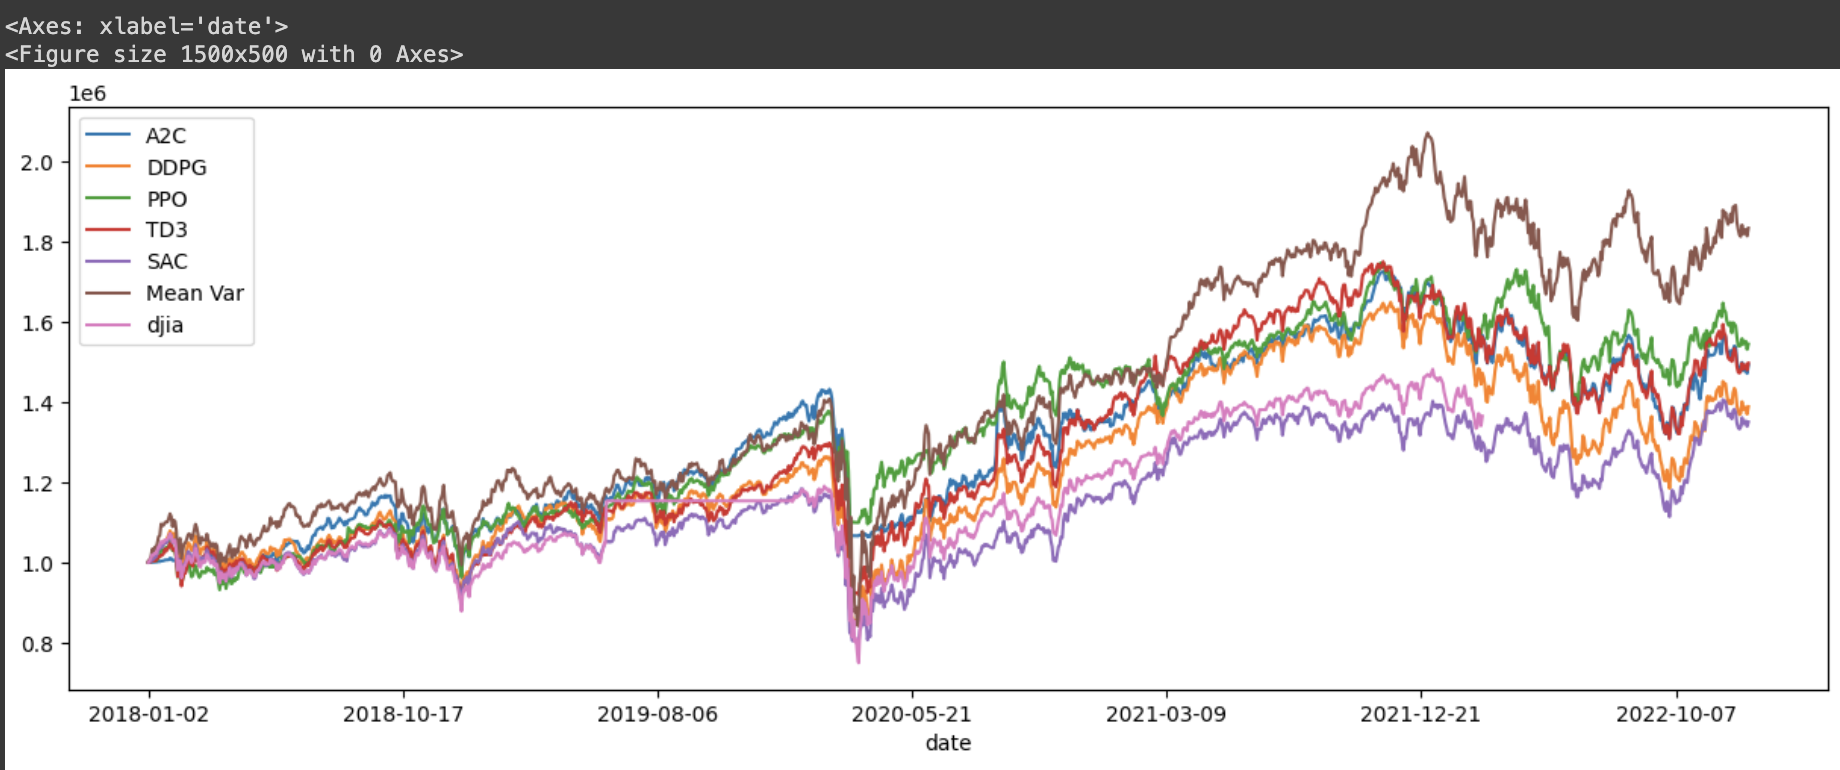 <Axes: xlabel='date'>
<Figure size 1500x500 with 0 Axes>
1e6
A2C
DDPG
PPO
TD3
SAC
Mean Var
djia
2.0
1.8
1.6
1.4
1.2
1.0
0.8
2018-01-02 2018-10-17 2019-08-06 2020-05-21 2021-03-09 2021-12-21 2022-10-07
date